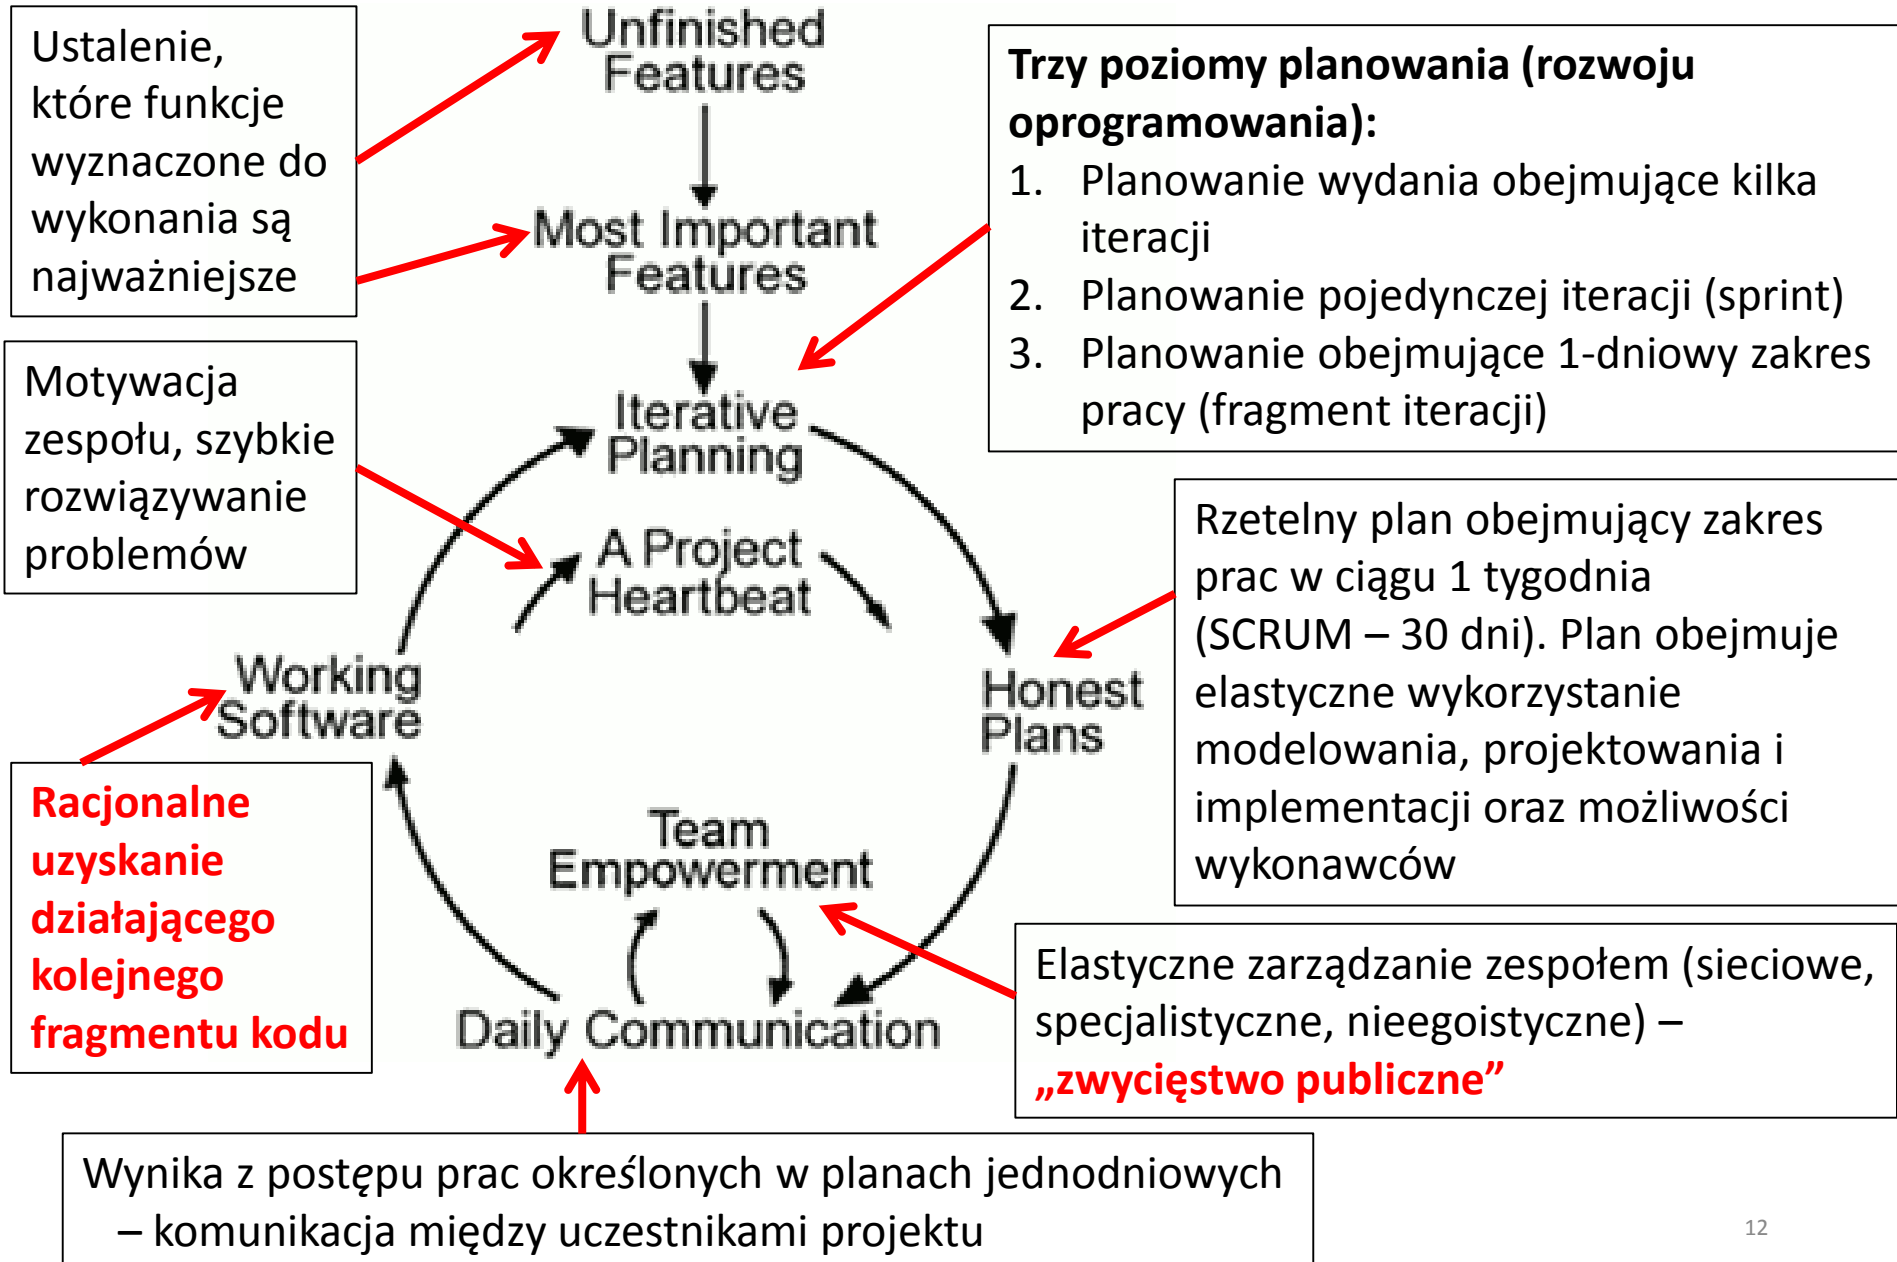 Ustalenie,
które funkcje
wyznaczone do
wykonania są
najważniejsze
Unfinished
Features
Most Important
Features
Trzy poziomy planowania (rozwoju
oprogramowania):
1. Planowanie wydania obejmujące kilka
iteracji
2. Planowanie pojedynczej iteracji (sprint)
3. Planowanie obejmujące 1-dniowy zakres
pracy (fragment iteracji)
Motywacja
zespołu, szybkie
rozwiązywanie
problemów
Iterative
Planning
A Project
Heartbeat
Rzetelny plan obejmujący zakres
prac w ciągu 1 tygodnia
(SCRUM – 30 dni). Plan obejmuje
elastyczne wykorzystanie
modelowania, projektowania i
implementacji oraz możliwości
wykonawców
Working
Software
Honest
Plans
Racjonalne
uzyskanie
działającego
kolejnego
fragmentu kodu
Team
Empowerment
Daily Communication
Elastyczne zarządzanie zespołem (sieciowe,
specjalistyczne, nieegoistyczne) –
„zwycięstwo publiczne”
Wynika z postępu prac określonych w planach jednodniowych
– komunikacja między uczestnikami projektu
12